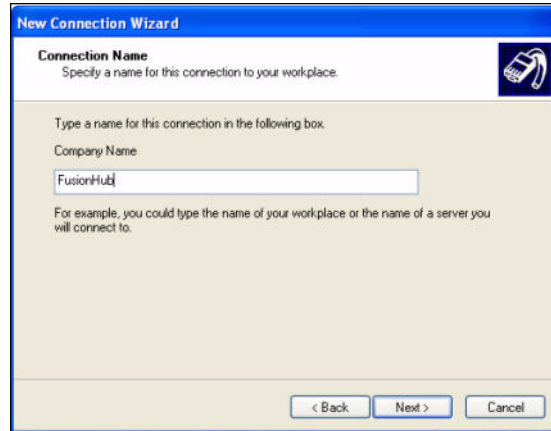 New Connection Wizard
Connection Name
Specify a name for this connection to your workplace.
Type a name for this connection in the following box.
Company Name
FusionHub
For example, you could type the name of your workplace or the name of a server you
will connect to.
< Back Next > Cancel